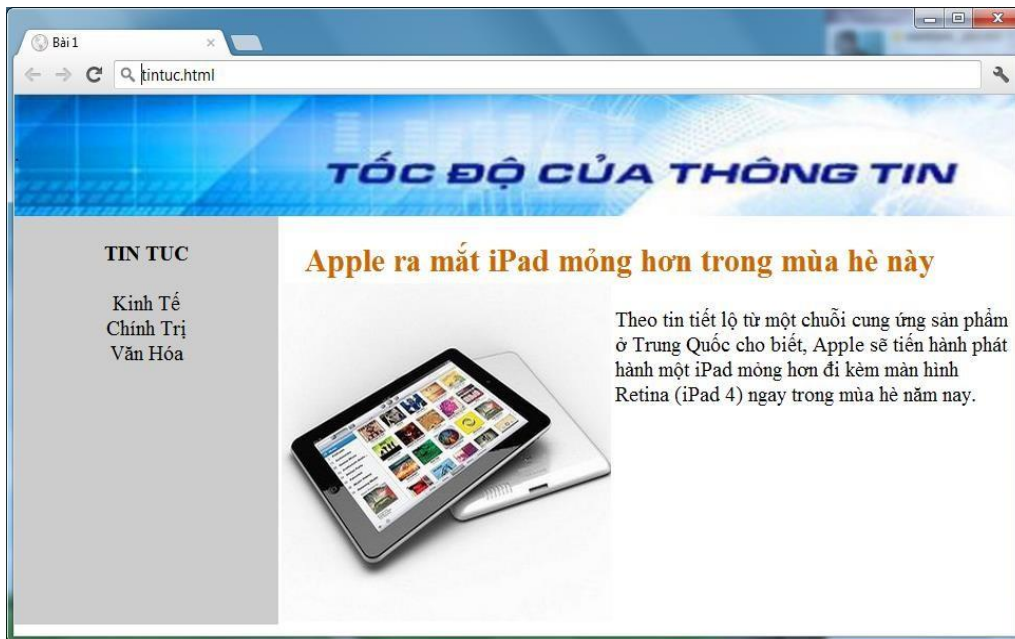 Bài 1
tintuc.html
TỐC ĐỘ CỦA THÔNG TIN
TIN TUC
Kinh Tế
Chính Trị
Văn Hóa
Apple ra mắt iPad mỏng hơn trong mùa hè này
Theo tin tiết lộ từ một chuỗi cung ứng sản phẩm
ở Trung Quốc cho biết, Apple sẽ tiến hành phát
hành một iPad mỏng hơn đi kèm màn hình
Retina (iPad 4) ngay trong mùa hè năm nay.